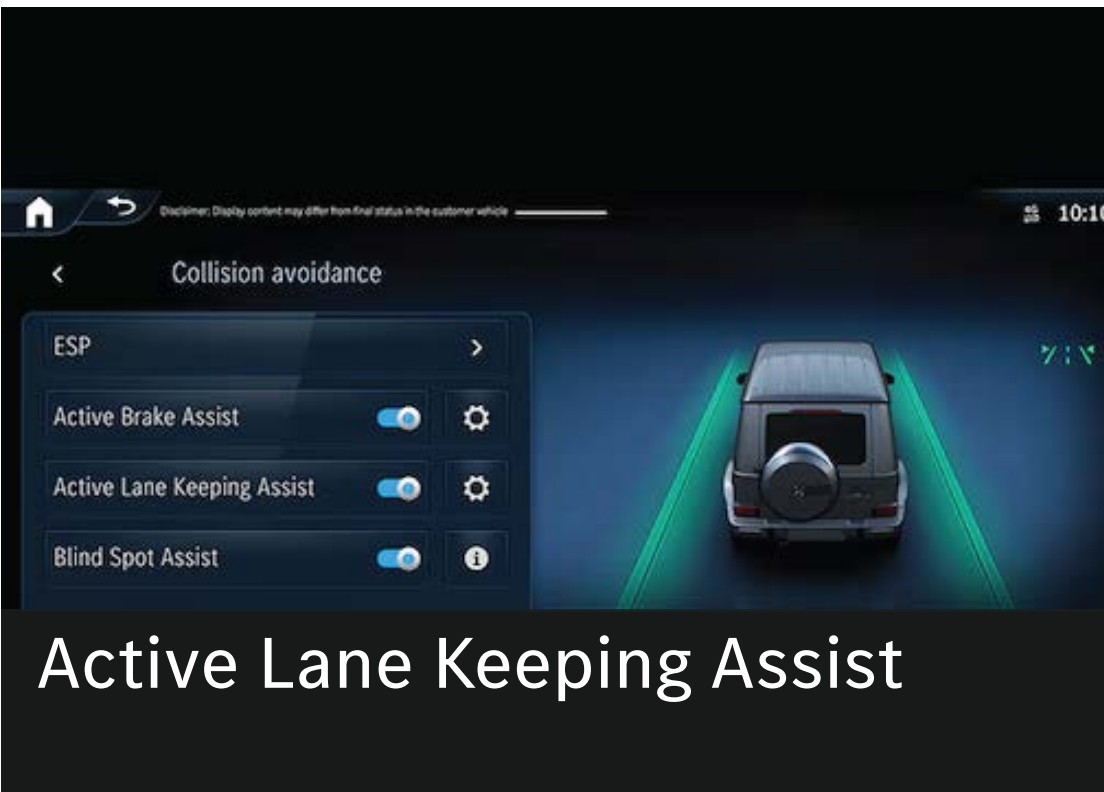 Disclaimer: Display content may differ from final status in the customer vehicle
10:10
Collision avoidance
ESP
Active Brake Assist
Active Lane Keeping Assist
Blind Spot Assist
Active Lane Keeping Assist